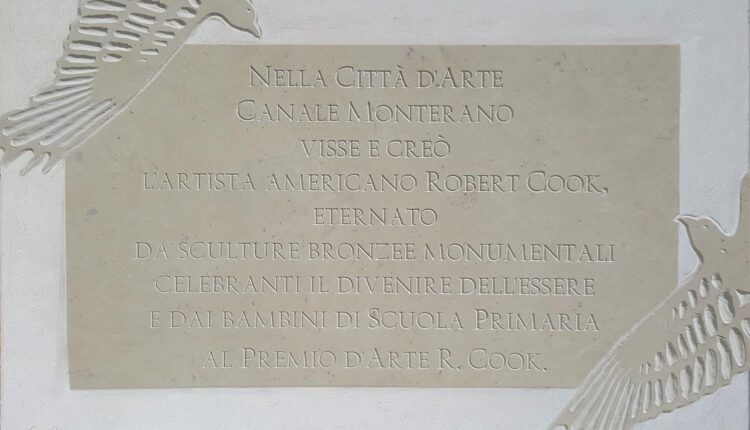 Nella Città d'Arte
Canale Monterano
visse e creò
l'artista americano Robert Cook,
eternato
da sculture bronzee monumentali
celebranti il divenire dell'essere
e dai bambini di Scuola Primaria
al Premio d'Arte R. Cook.